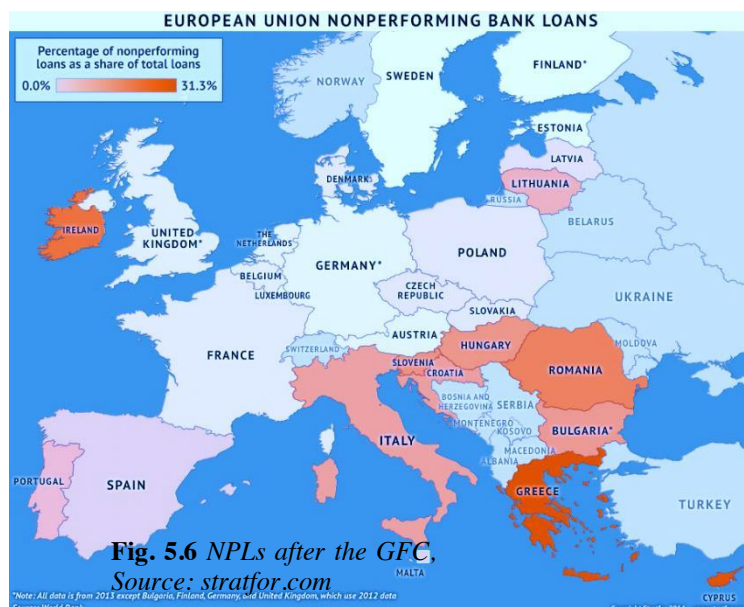 EUROPEAN UNION NONPERFORMING BANK LOANS
Percentage of nonperforming
loans as a share of total loans
0.0%
31.3%
NORWAY
SWEDEN
FINLAND*
ESTONIA
LATVIA
LITHUANIA
RUSSIA
BELARUS
DENMARK
IRELAND
UNITED
KINGDOM*
THE
NETHERLANDS
BELGIUM
LUXEMBOURG
GERMANY*
POLAND
CZECH
REPUBLIC
SLOVAKIA
UKRAINE
MOLDOVA
FRANCE
SWITZERLAND
AUSTRIA
HUNGARY
SLOVENIA
CROATIA
ROMANIA
BOSNIA AND
HERZEGOVINA
SERBIA
MONTENEGRO
KOSOVO
BULGARIA*
MACEDONIA
ALBANIA
ITALY
PORTUGAL
SPAIN
GREECE
TURKEY
MALTA
CYPRUS
Fig. 5.6 NPLs after the GFC,
Source: stratfor.com
*Note: All data is from 2013 except Bulgaria, Finland, Germany, and United Kingdom, which use 2012 data